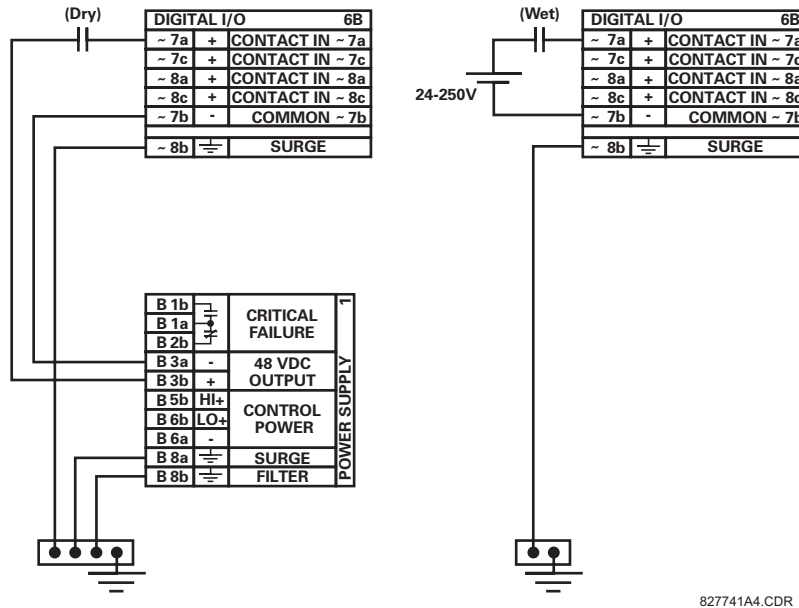 (Dry)
DIGITAL I/O 6B
~ 7a + CONTACT IN ~ 7a
~ 7c + CONTACT IN ~ 7c
~ 8a + CONTACT IN ~ 8a
~ 8c + CONTACT IN ~ 8c
~ 7b - COMMON ~ 7b
~ 8b SURGE
B 1b
B 1a
B 2b
CRITICAL
FAILURE
B 3a -
B 3b +
48 VDC
OUTPUT
B 5b HI+
B 6b LO+
B 6a -
CONTROL
POWER
B 8a SURGE
B 8b FILTER
POWER SUPPLY 1
(Wet)
24-250V
DIGITAL I/O 6B
~ 7a + CONTACT IN ~ 7a
~ 7c + CONTACT IN ~ 7c
~ 8a + CONTACT IN ~ 8a
~ 8c + CONTACT IN ~ 8c
~ 7b - COMMON ~ 7b
~ 8b SURGE
827741A4.CDR